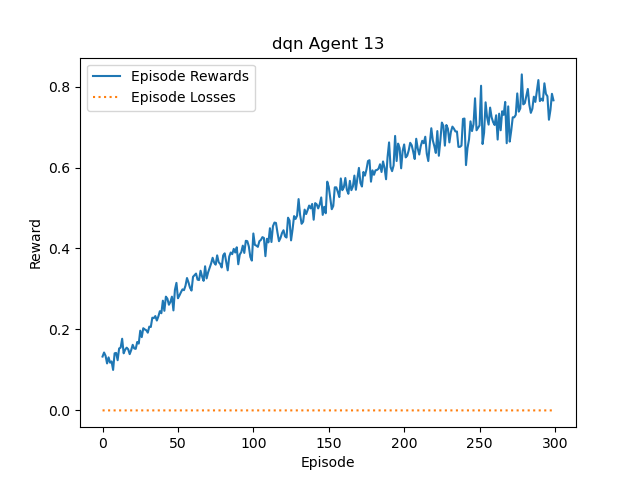 dqn Agent 13
Episode Rewards
Episode Losses
Reward
0.8
0.6
0.4
0.2
0.0
0 50 100 150 200 250 300
Episode